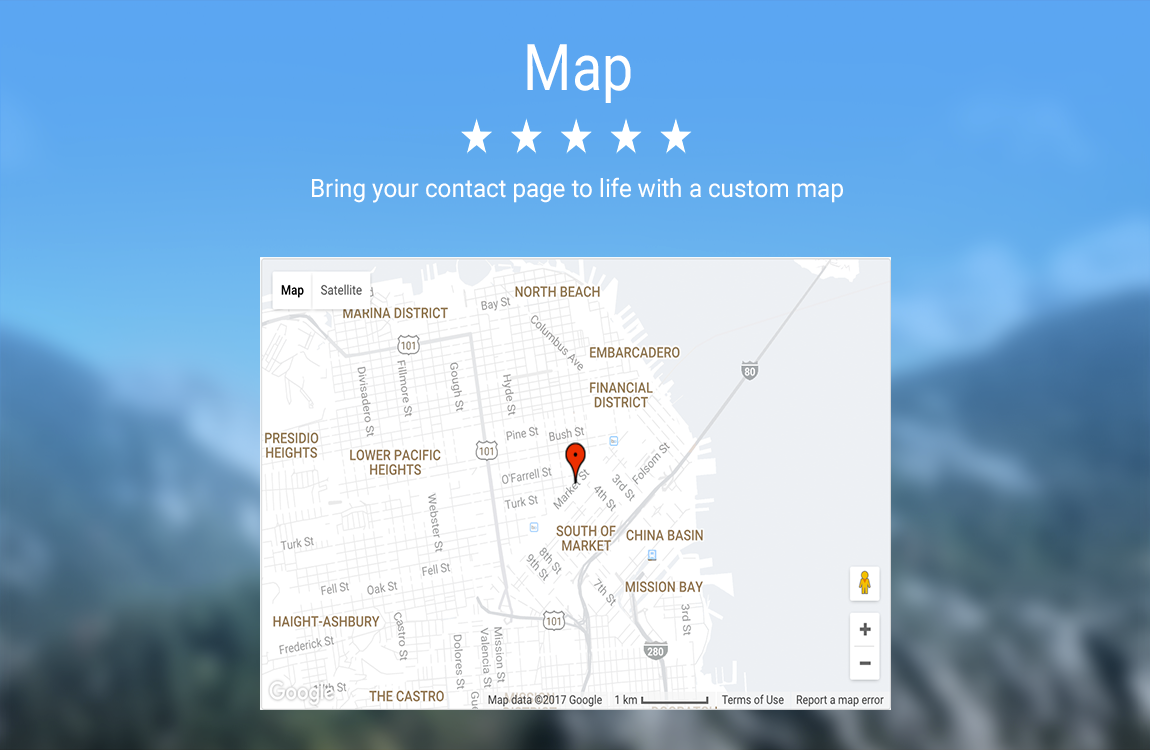 Map
Bring your contact page to life with a custom map
Map Satellite
NORTH BEACH
Bay St
MARINA DISTRICT
Columbus Ave
101
EMBARCADERO
80
Divisadero St
Fillmore St
Gough St
Hyde St
FINANCIAL
DISTRICT
Pine St
Bush St
PRESIDIO
HEIGHTS
LOWER PACIFIC
HEIGHTS
101
O'Farrell St
Market St
Folsom St
3rd St
4th St
Turk St
Webster St
SOUTH OF
MARKET
CHINA BASIN
Turk St
8th St
9th St
Fell St
Oak St
Fell St
7th St
MISSION BAY
HAIGHT-ASHBURY
Castro St
101
3rd St
Frederick St
Dolores St
Valencia St
Mission St
280
Google
THE CASTRO
Map data ©2017 Google 1 km Terms of Use Report a map error